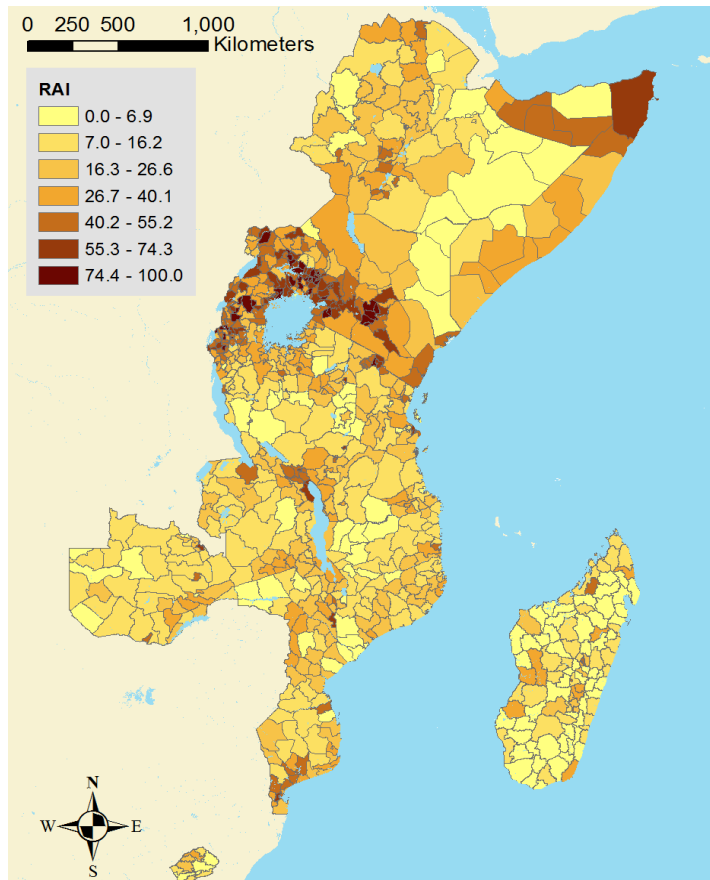 0 250 500 1,000
Kilometers
RAI
0.0 - 6.9
7.0 - 16.2
16.3 - 26.6
26.7 - 40.1
40.2 - 55.2
55.3 - 74.3
74.4 - 100.0
N
W E
S